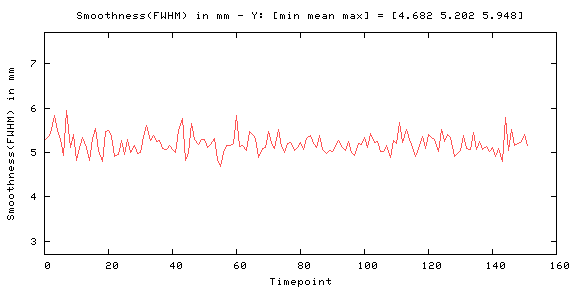 Smoothness(FWHM) in mm - Y: [min mean max] = [4.682 5.202 5.948]
7
6
5
4
3
Smoothness(FWHM) in mm
0 20 40 60 80 100 120 140 160
Timepoint